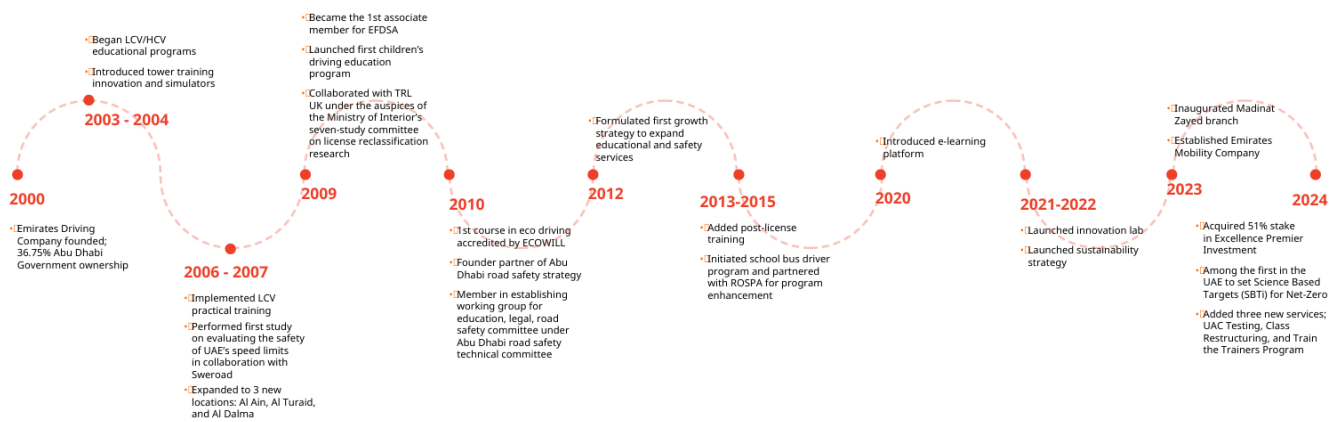 2000
• Emirates Driving
Company founded;
36.75% Abu Dhabi
Government ownership
• Began LCV/HCV
educational programs
• Introduced tower training
innovation and simulators
2003 - 2004
2006 - 2007
• Implemented LCV
practical training
• Performed first study
on evaluating the safety
of UAE's speed limits
in collaboration with
Sweroad
• Expanded to 3 new
locations: Al Ain, Al Turaid,
and Al Dalma
• Became the 1st associate
member for EFDSA
• Launched first children's
driving education
program
• Collaborated with TRL
UK under the auspices of
the Ministry of Interior's
seven-study committee
on license reclassification
research
2009
2010
• 1st course in eco driving
accredited by ECOWILL
• Founder partner of Abu
Dhabi road safety strategy
• Member in establishing
working group for
education, legal, road
safety committee under
Abu Dhabi road safety
technical committee
• Formulated first growth
strategy to expand
educational and safety
services
2012
2013-2015
• Added post-license
training
• Initiated school bus driver
program and partnered
with ROSPA for program
enhancement
• Introduced e-learning
platform
2020
2021-2022
• Launched innovation lab
• Launched sustainability
strategy
• Inaugurated Madinat
Zayed branch
• Established Emirates
Mobility Company
2023
2024
• Acquired 51% stake
in Excellence Premier
Investment
• Among the first in the
UAE to set Science Based
Targets (SBTi) for Net-Zero
• Added three new services;
UAC Testing, Class
Restructuring, and Train
the Trainers Program